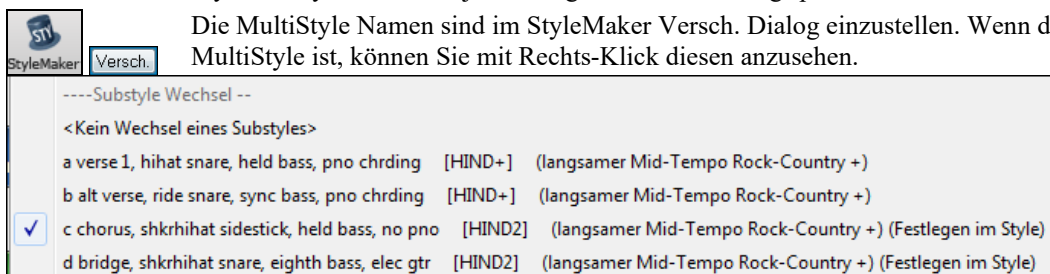 STY
StyleMaker
Versch.
Die MultiStyle Namen sind im StyleMaker Versch. Dialog einzustellen. Wenn d
MultiStyle ist, können Sie mit Rechts-Klick diesen anzusehen.
----Substyle Wechsel --
<Kein Wechsel eines Substyles>
a verse 1, hihat snare, held bass, pno chrding [HIND+] (langsamer Mid-Tempo Rock-Country +)
b alt verse, ride snare, sync bass, pno chrding [HIND+] (langsamer Mid-Tempo Rock-Country +)
c chorus, shkrhihat sidestick, held bass, no pno [HIND2] (langsamer Mid-Tempo Rock-Country +) (Festlegen im Style)
d bridge, shkrhihat snare, eighth bass, elec gtr [HIND2] (langsamer Mid-Tempo Rock-Country +) (Festlegen im Style)